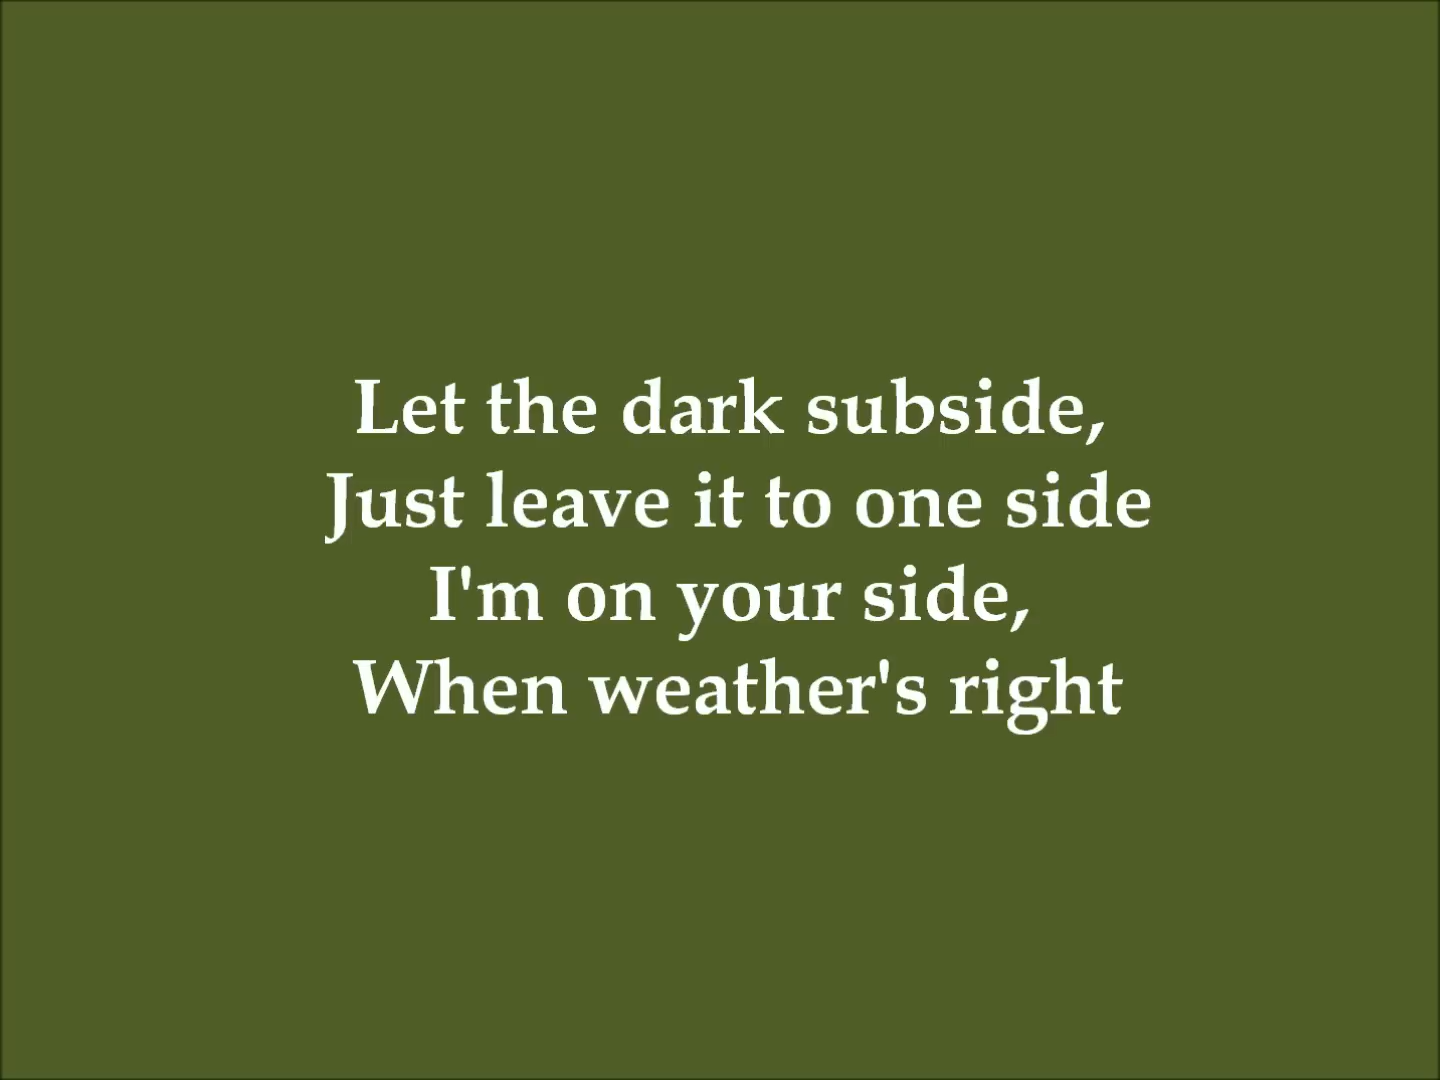 Let the dark subside,
Just leave it to one side
I'm on your side,
When weather's right